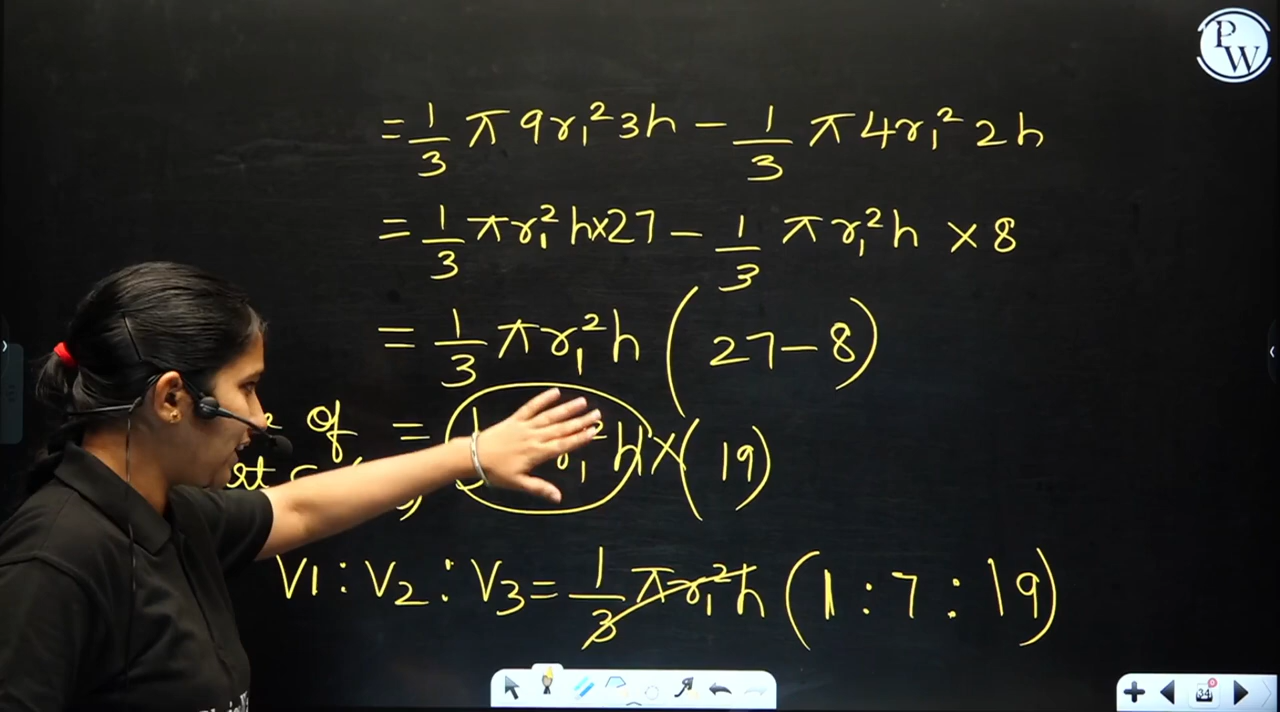 PW
= 1/3 π 9r₁² 3h − 1/3 π 4r₁² 2h
= 1/3 πr₁² h×27 − 1/3 πr₁² h × 8
= 1/3 πr₁² h (27−8)
of = h × (19)
V1 : V2 : V3 = 1/3 πr₁² h (1 : 7 : 19)
34